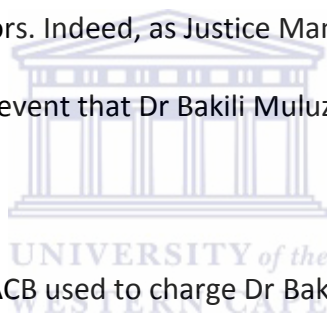 ors. Indeed, as Justice Mar
event that Dr Bakili Muluz
UNIVERSITY of the
ACB used to charge Dr Bak
WESTERN CAPE